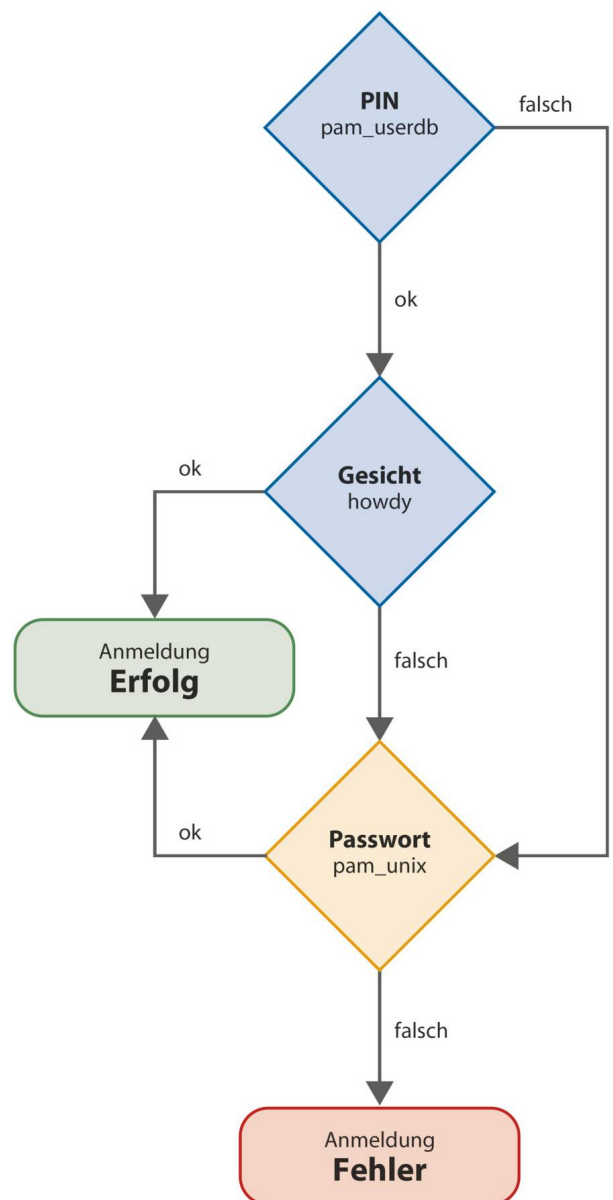 PIN
pam_userdb
falsch
ok
Gesicht
howdy
ok
falsch
Anmeldung
Erfolg
Passwort
pam_unix
ok
falsch
Anmeldung
Fehler